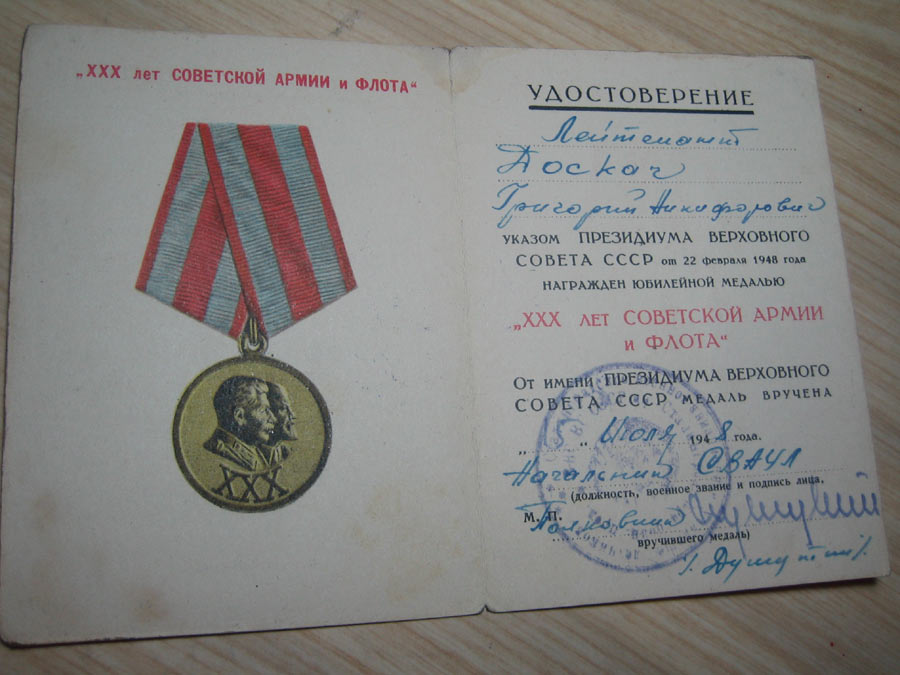 „XXX лет СОВЕТСКОЙ АРМИИ и ФЛОТА“
XXX
УДОСТОВЕРЕНИЕ
Лейтенант
Доскач
Григорий Никифорович
УКАЗОМ ПРЕЗИДИУМА ВЕРХОВНОГО
СОВЕТА СССР от 22 февраля 1948 года
НАГРАЖДЕН ЮБИЛЕЙНОЙ МЕДАЛЬЮ
„XXX ЛЕТ СОВЕТСКОЙ АРМИИ
и ФЛОТА“
От имени ПРЕЗИДИУМА ВЕРХОВНОГО
СОВЕТА СССР МЕДАЛЬ ВРУЧЕНА
„15“ Июля 1948 года.
Начальник СВАУЛ
(должность, военное звание и подпись лица,
М. П. Полковник
вручившего медаль)